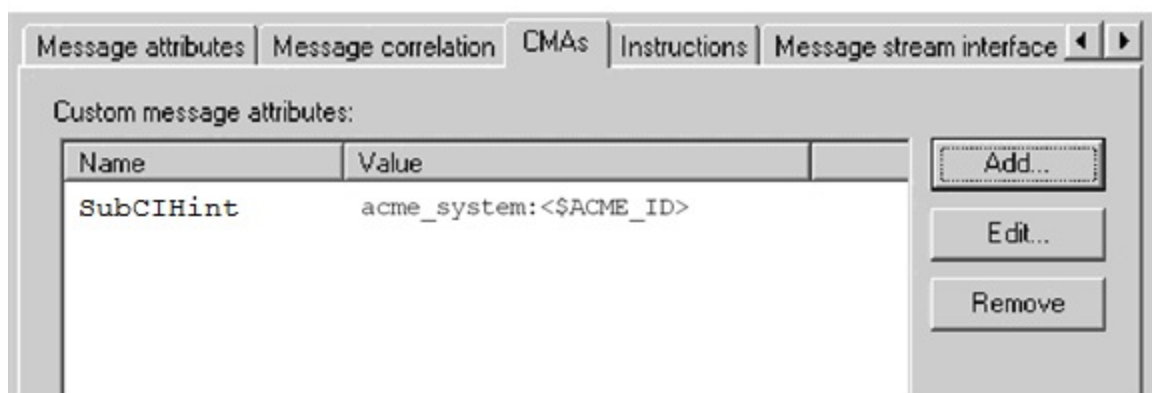 Message attributes Message correlation CMAs Instructions Message stream interface
Custom message attributes:
Name Value Add...
SubCIHint acme_system:<$ACME_ID>
Edit...
Remove